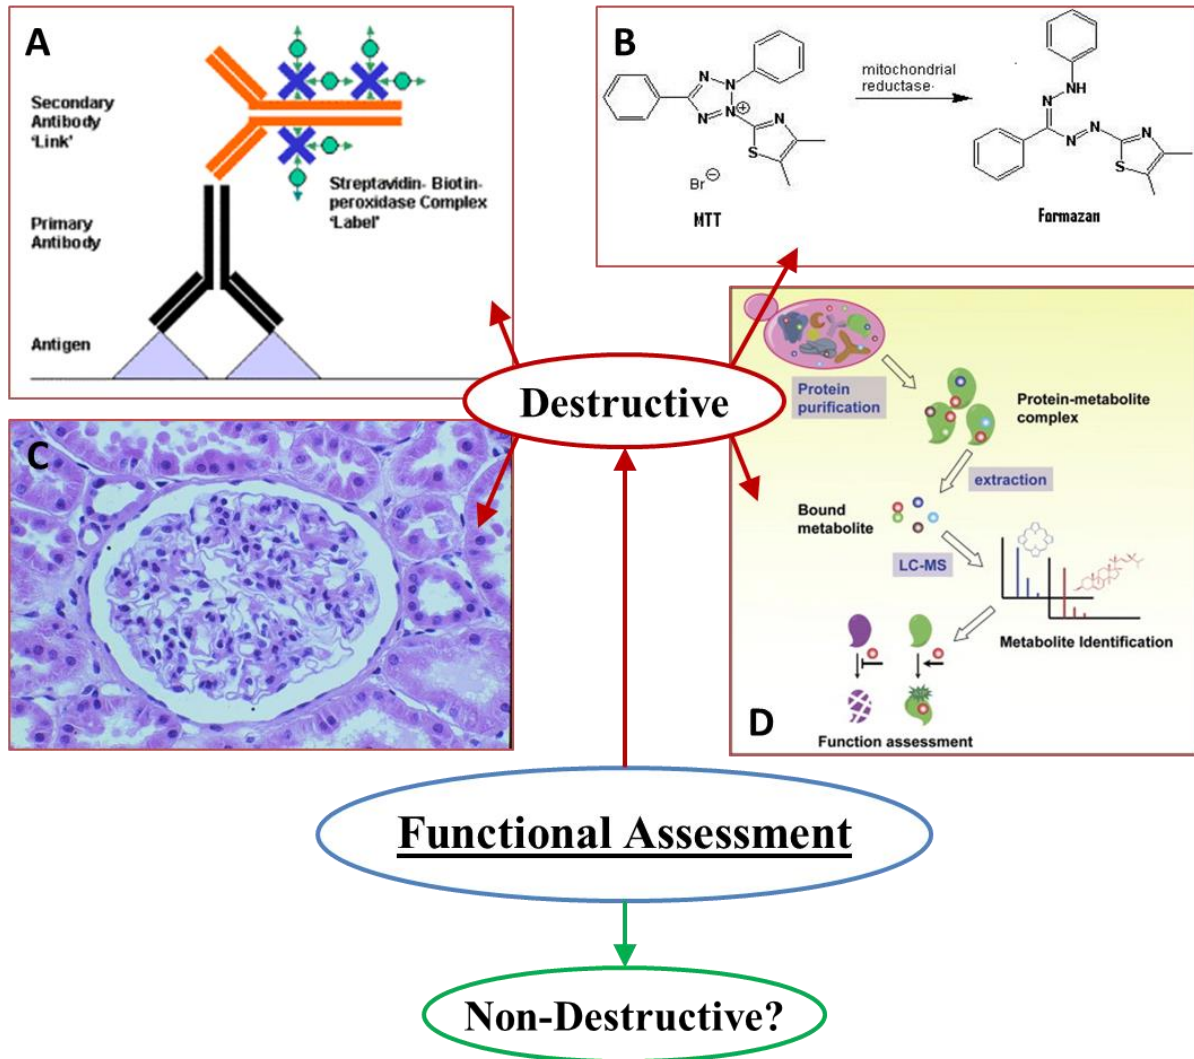 A
Secondary
Antibody
'Link'
Streptavidin- Biotin-
peroxidase Complex
'Label'
Primary
Antibody
Antigen
B
N
N
N
N
S
N
Br
MTT
mitochondrial
reductase·
N
NH
N
N
S
N
Formazan
Destructive
C
Protein
purification
Protein-metabolite
complex
extraction
Bound
metabolite
LC-MS
Metabolite Identification
D
Function assessment
Functional Assessment
Non-Destructive?